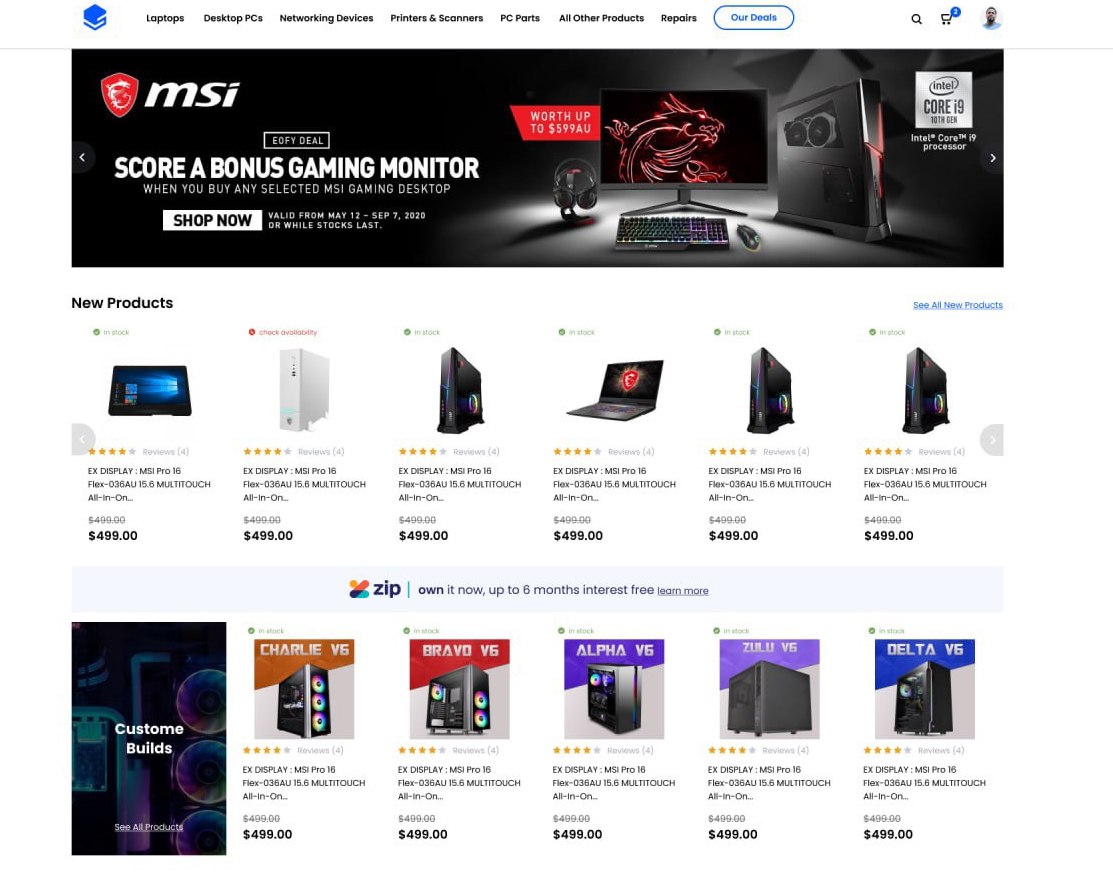 Laptops
Desktop PCs
Networking Devices
Printers & Scanners
PC Parts
All Other Products
Repairs
Our Deals
2
msi
EOFY DEAL
SCORE A BONUS GAMING MONITOR
WHEN YOU BUY ANY SELECTED MSI GAMING DESKTOP
SHOP NOW
VALID FROM MAY 12 – SEP 7, 2020
OR WHILE STOCKS LAST.
WORTH UP
TO $599AU
intel
CORE i9
10TH GEN
Intel® Core™ i9
processor
New Products
See All New Products
In stock
check availability
In stock
In stock
In stock
In stock
Reviews (4)
Reviews (4)
Reviews (4)
Reviews (4)
Reviews (4)
Reviews (4)
EX DISPLAY : MSI Pro 16
Flex-036AU 15.6 MULTITOUCH
All-In-On...
$499.00
$499.00
EX DISPLAY : MSI Pro 16
Flex-036AU 15.6 MULTITOUCH
All-In-On...
$499.00
$499.00
EX DISPLAY : MSI Pro 16
Flex-036AU 15.6 MULTITOUCH
All-In-On...
$499.00
$499.00
EX DISPLAY : MSI Pro 16
Flex-036AU 15.6 MULTITOUCH
All-In-On...
$499.00
$499.00
EX DISPLAY : MSI Pro 16
Flex-036AU 15.6 MULTITOUCH
All-In-On...
$499.00
$499.00
EX DISPLAY : MSI Pro 16
Flex-036AU 15.6 MULTITOUCH
All-In-On...
$499.00
$499.00
zip | own it now, up to 6 months interest free learn more
Custome
Builds
See All Products
In stock
CHARLIE V6
Reviews (4)
EX DISPLAY : MSI Pro 16
Flex-036AU 15.6 MULTITOUCH
All-In-On...
$499.00
$499.00
In stock
BRAVO V6
Reviews (4)
EX DISPLAY : MSI Pro 16
Flex-036AU 15.6 MULTITOUCH
All-In-On...
$499.00
$499.00
In stock
ALPHA V6
Reviews (4)
EX DISPLAY : MSI Pro 16
Flex-036AU 15.6 MULTITOUCH
All-In-On...
$499.00
$499.00
In stock
ZULU V6
Reviews (4)
EX DISPLAY : MSI Pro 16
Flex-036AU 15.6 MULTITOUCH
All-In-On...
$499.00
$499.00
In stock
DELTA V6
Reviews (4)
EX DISPLAY : MSI Pro 16
Flex-036AU 15.6 MULTITOUCH
All-In-On...
$499.00
$499.00